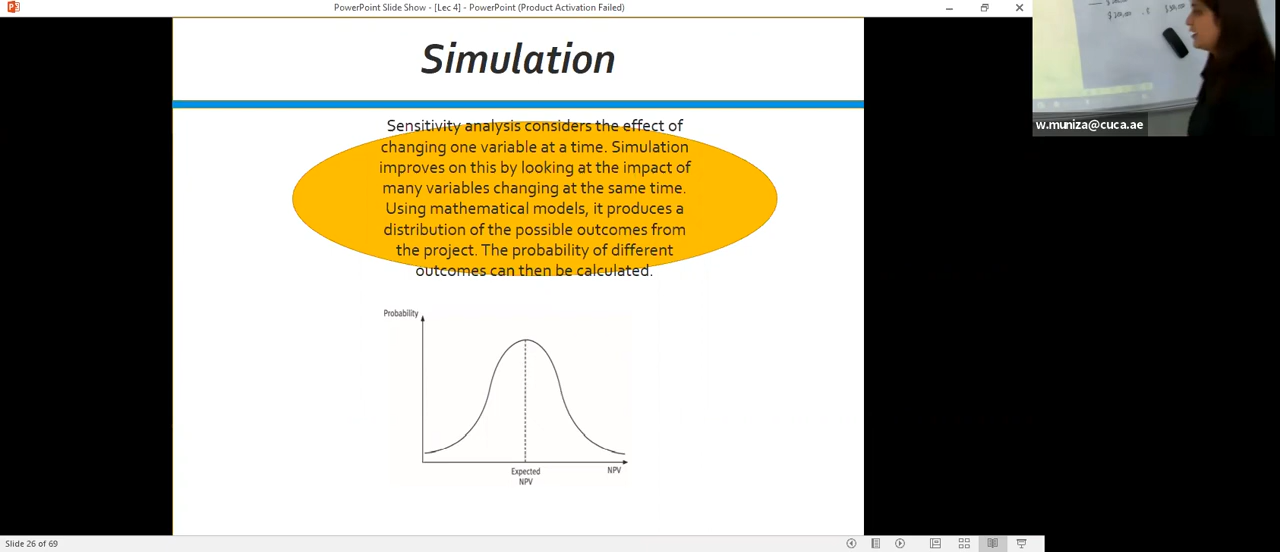 PowerPoint Slide Show - [Lec 4] - PowerPoint (Product Activation Failed)
Simulation
Sensitivity analysis considers the effect of
changing one variable at a time. Simulation
improves on this by looking at the impact of
many variables changing at the same time.
Using mathematical models, it produces a
distribution of the possible outcomes from
the project. The probability of different
outcomes can then be calculated.
Probability
Expected
NPV
NPV
w.muniza@cuca.ae
Slide 26 of 69